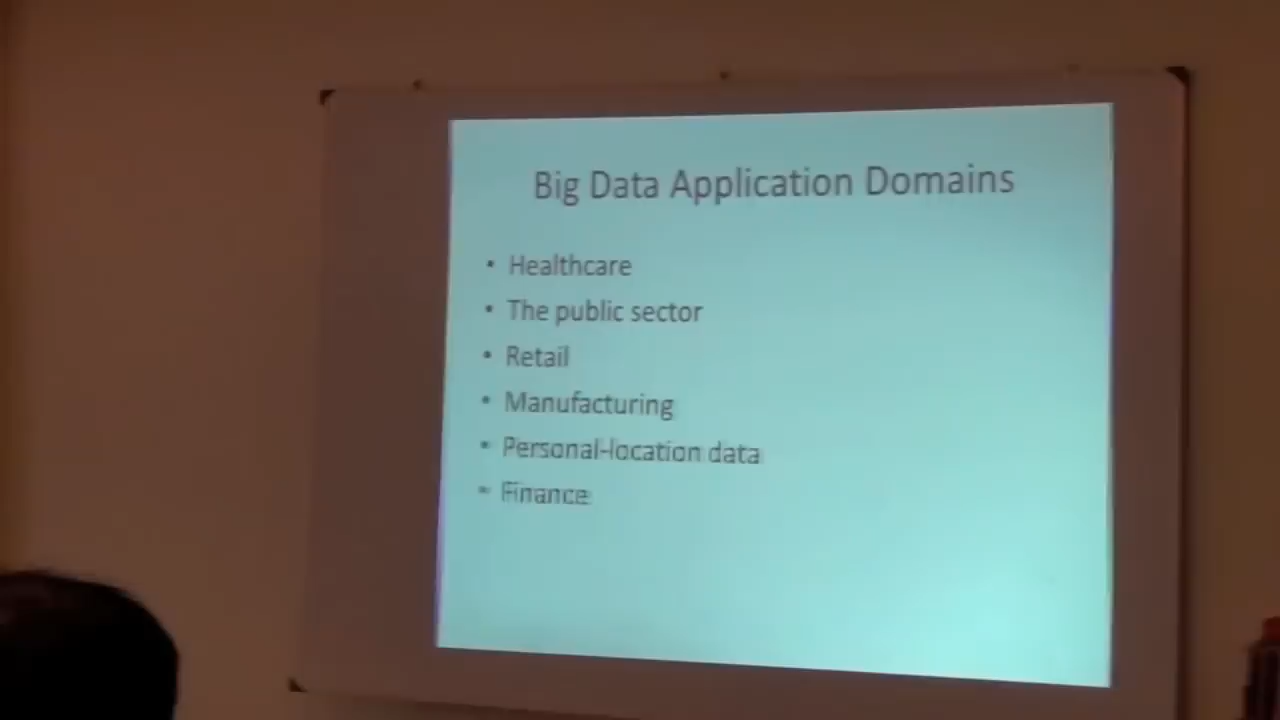 Big Data Application Domains
• Healthcare
• The public sector
• Retail
• Manufacturing
• Personal-location data
• Finance